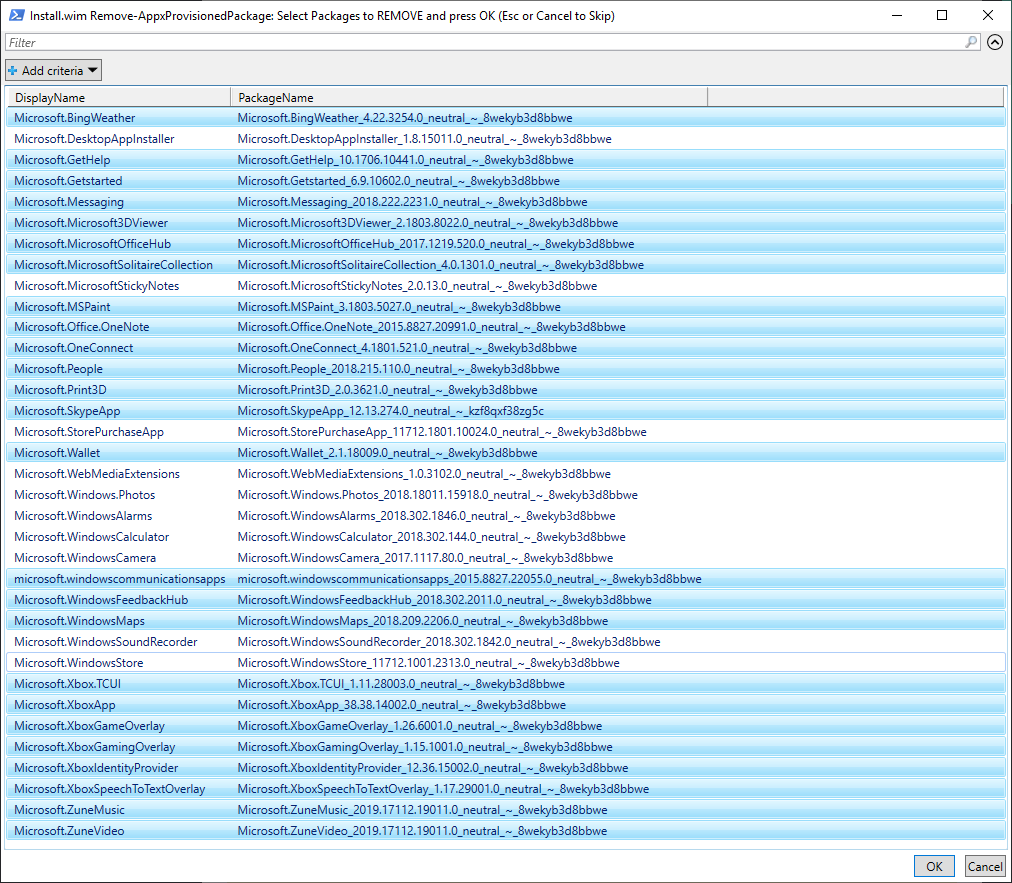 Install.wim Remove-AppxProvisionedPackage: Select Packages to REMOVE and press OK (Esc or Cancel to Skip)
Filter
Add criteria
DisplayName PackageName
Microsoft.BingWeather Microsoft.BingWeather_4.22.3254.0_neutral_~_8wekyb3d8bbwe
Microsoft.DesktopAppInstaller Microsoft.DesktopAppInstaller_1.8.15011.0_neutral_~_8wekyb3d8bbwe
Microsoft.GetHelp Microsoft.GetHelp_10.1706.10441.0_neutral_~_8wekyb3d8bbwe
Microsoft.Getstarted Microsoft.Getstarted_6.9.10602.0_neutral_~_8wekyb3d8bbwe
Microsoft.Messaging Microsoft.Messaging_2018.222.2231.0_neutral_~_8wekyb3d8bbwe
Microsoft.Microsoft3DViewer Microsoft.Microsoft3DViewer_2.1803.8022.0_neutral_~_8wekyb3d8bbwe
Microsoft.MicrosoftOfficeHub Microsoft.MicrosoftOfficeHub_2017.1219.520.0_neutral_~_8wekyb3d8bbwe
Microsoft.MicrosoftSolitaireCollection Microsoft.MicrosoftSolitaireCollection_4.0.1301.0_neutral_~_8wekyb3d8bbwe
Microsoft.MicrosoftStickyNotes Microsoft.MicrosoftStickyNotes_2.0.13.0_neutral_~_8wekyb3d8bbwe
Microsoft.MSPaint Microsoft.MSPaint_3.1803.5027.0_neutral_~_8wekyb3d8bbwe
Microsoft.Office.OneNote Microsoft.Office.OneNote_2015.8827.20991.0_neutral_~_8wekyb3d8bbwe
Microsoft.OneConnect Microsoft.OneConnect_4.1801.521.0_neutral_~_8wekyb3d8bbwe
Microsoft.People Microsoft.People_2018.215.110.0_neutral_~_8wekyb3d8bbwe
Microsoft.Print3D Microsoft.Print3D_2.0.3621.0_neutral_~_8wekyb3d8bbwe
Microsoft.SkypeApp Microsoft.SkypeApp_12.13.274.0_neutral_~_kzf8qxf38zg5c
Microsoft.StorePurchaseApp Microsoft.StorePurchaseApp_11712.1801.10024.0_neutral_~_8wekyb3d8bbwe
Microsoft.Wallet Microsoft.Wallet_2.1.18009.0_neutral_~_8wekyb3d8bbwe
Microsoft.WebMediaExtensions Microsoft.WebMediaExtensions_1.0.3102.0_neutral_~_8wekyb3d8bbwe
Microsoft.Windows.Photos Microsoft.Windows.Photos_2018.18011.15918.0_neutral_~_8wekyb3d8bbwe
Microsoft.WindowsAlarms Microsoft.WindowsAlarms_2018.302.1846.0_neutral_~_8wekyb3d8bbwe
Microsoft.WindowsCalculator Microsoft.WindowsCalculator_2018.302.144.0_neutral_~_8wekyb3d8bbwe
Microsoft.WindowsCamera Microsoft.WindowsCamera_2017.1117.80.0_neutral_~_8wekyb3d8bbwe
microsoft.windowscommunicationsapps microsoft.windowscommunicationsapps_2015.8827.22055.0_neutral_~_8wekyb3d8bbwe
Microsoft.WindowsFeedbackHub Microsoft.WindowsFeedbackHub_2018.302.2011.0_neutral_~_8wekyb3d8bbwe
Microsoft.WindowsMaps Microsoft.WindowsMaps_2018.209.2206.0_neutral_~_8wekyb3d8bbwe
Microsoft.WindowsSoundRecorder Microsoft.WindowsSoundRecorder_2018.302.1842.0_neutral_~_8wekyb3d8bbwe
Microsoft.WindowsStore Microsoft.WindowsStore_11712.1001.2313.0_neutral_~_8wekyb3d8bbwe
Microsoft.Xbox.TCUI Microsoft.Xbox.TCUI_1.11.28003.0_neutral_~_8wekyb3d8bbwe
Microsoft.XboxApp Microsoft.XboxApp_38.38.14002.0_neutral_~_8wekyb3d8bbwe
Microsoft.XboxGameOverlay Microsoft.XboxGameOverlay_1.26.6001.0_neutral_~_8wekyb3d8bbwe
Microsoft.XboxGamingOverlay Microsoft.XboxGamingOverlay_1.15.1001.0_neutral_~_8wekyb3d8bbwe
Microsoft.XboxIdentityProvider Microsoft.XboxIdentityProvider_12.36.15002.0_neutral_~_8wekyb3d8bbwe
Microsoft.XboxSpeechToTextOverlay Microsoft.XboxSpeechToTextOverlay_1.17.29001.0_neutral_~_8wekyb3d8bbwe
Microsoft.ZuneMusic Microsoft.ZuneMusic_2019.17112.19011.0_neutral_~_8wekyb3d8bbwe
Microsoft.ZuneVideo Microsoft.ZuneVideo_2019.17112.19011.0_neutral_~_8wekyb3d8bbwe
OK Cancel